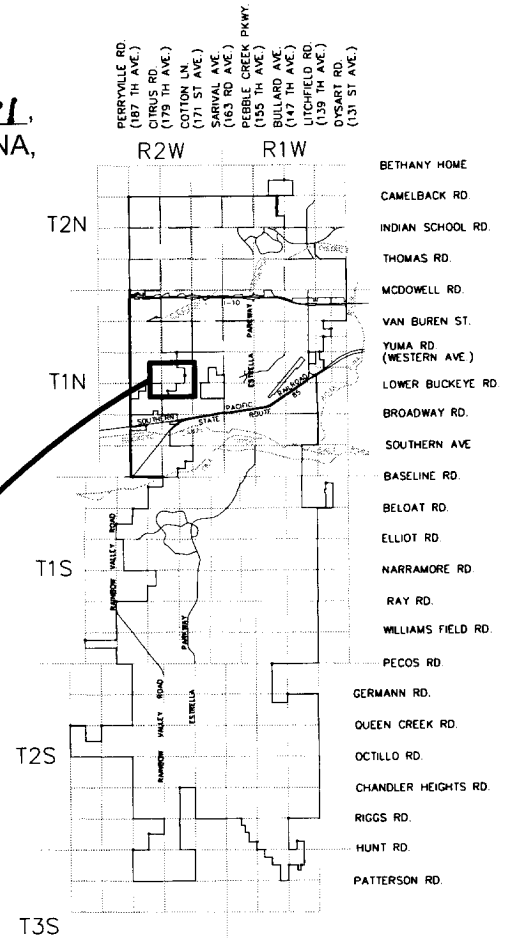 PERRYVILLE RD.
(187 TH AVE.)
CITRUS RD.
(179 TH AVE.)
COTTON LN.
(171 ST AVE.)
SARIVAL AVE.
(163 RD AVE.)
PEBBLE CREEK PKWY.
(155 TH AVE.)
BULLARD AVE.
(147 TH AVE.)
LITCHFIELD RD.
(139 TH AVE.)
DYSART RD.
(131 ST AVE.)
NA,
R2W
R1W
BETHANY HOME
CAMELBACK RD.
T2N
INDIAN SCHOOL RD.
THOMAS RD.
MCDOWELL RD.
I-10
VAN BUREN ST.
YUMA RD.
(WESTERN AVE.)
ESTRELLA PARKWAY
T1N
LOWER BUCKEYE RD.
SOUTHERN PACIFIC RAILROAD
STATE ROUTE 85
BROADWAY RD.
SOUTHERN AVE
BASELINE RD.
BELOAT RD.
ELLIOT RD.
RAINBOW VALLEY ROAD
T1S
NARRAMORE RD.
RAY RD.
WILLIAMS FIELD RD.
PECOS RD.
ESTRELLA PARKWAY
RAINBOW VALLEY ROAD
GERMANN RD.
QUEEN CREEK RD.
T2S
OCTILLO RD.
CHANDLER HEIGHTS RD.
RIGGS RD.
HUNT RD.
PATTERSON RD.
T3S